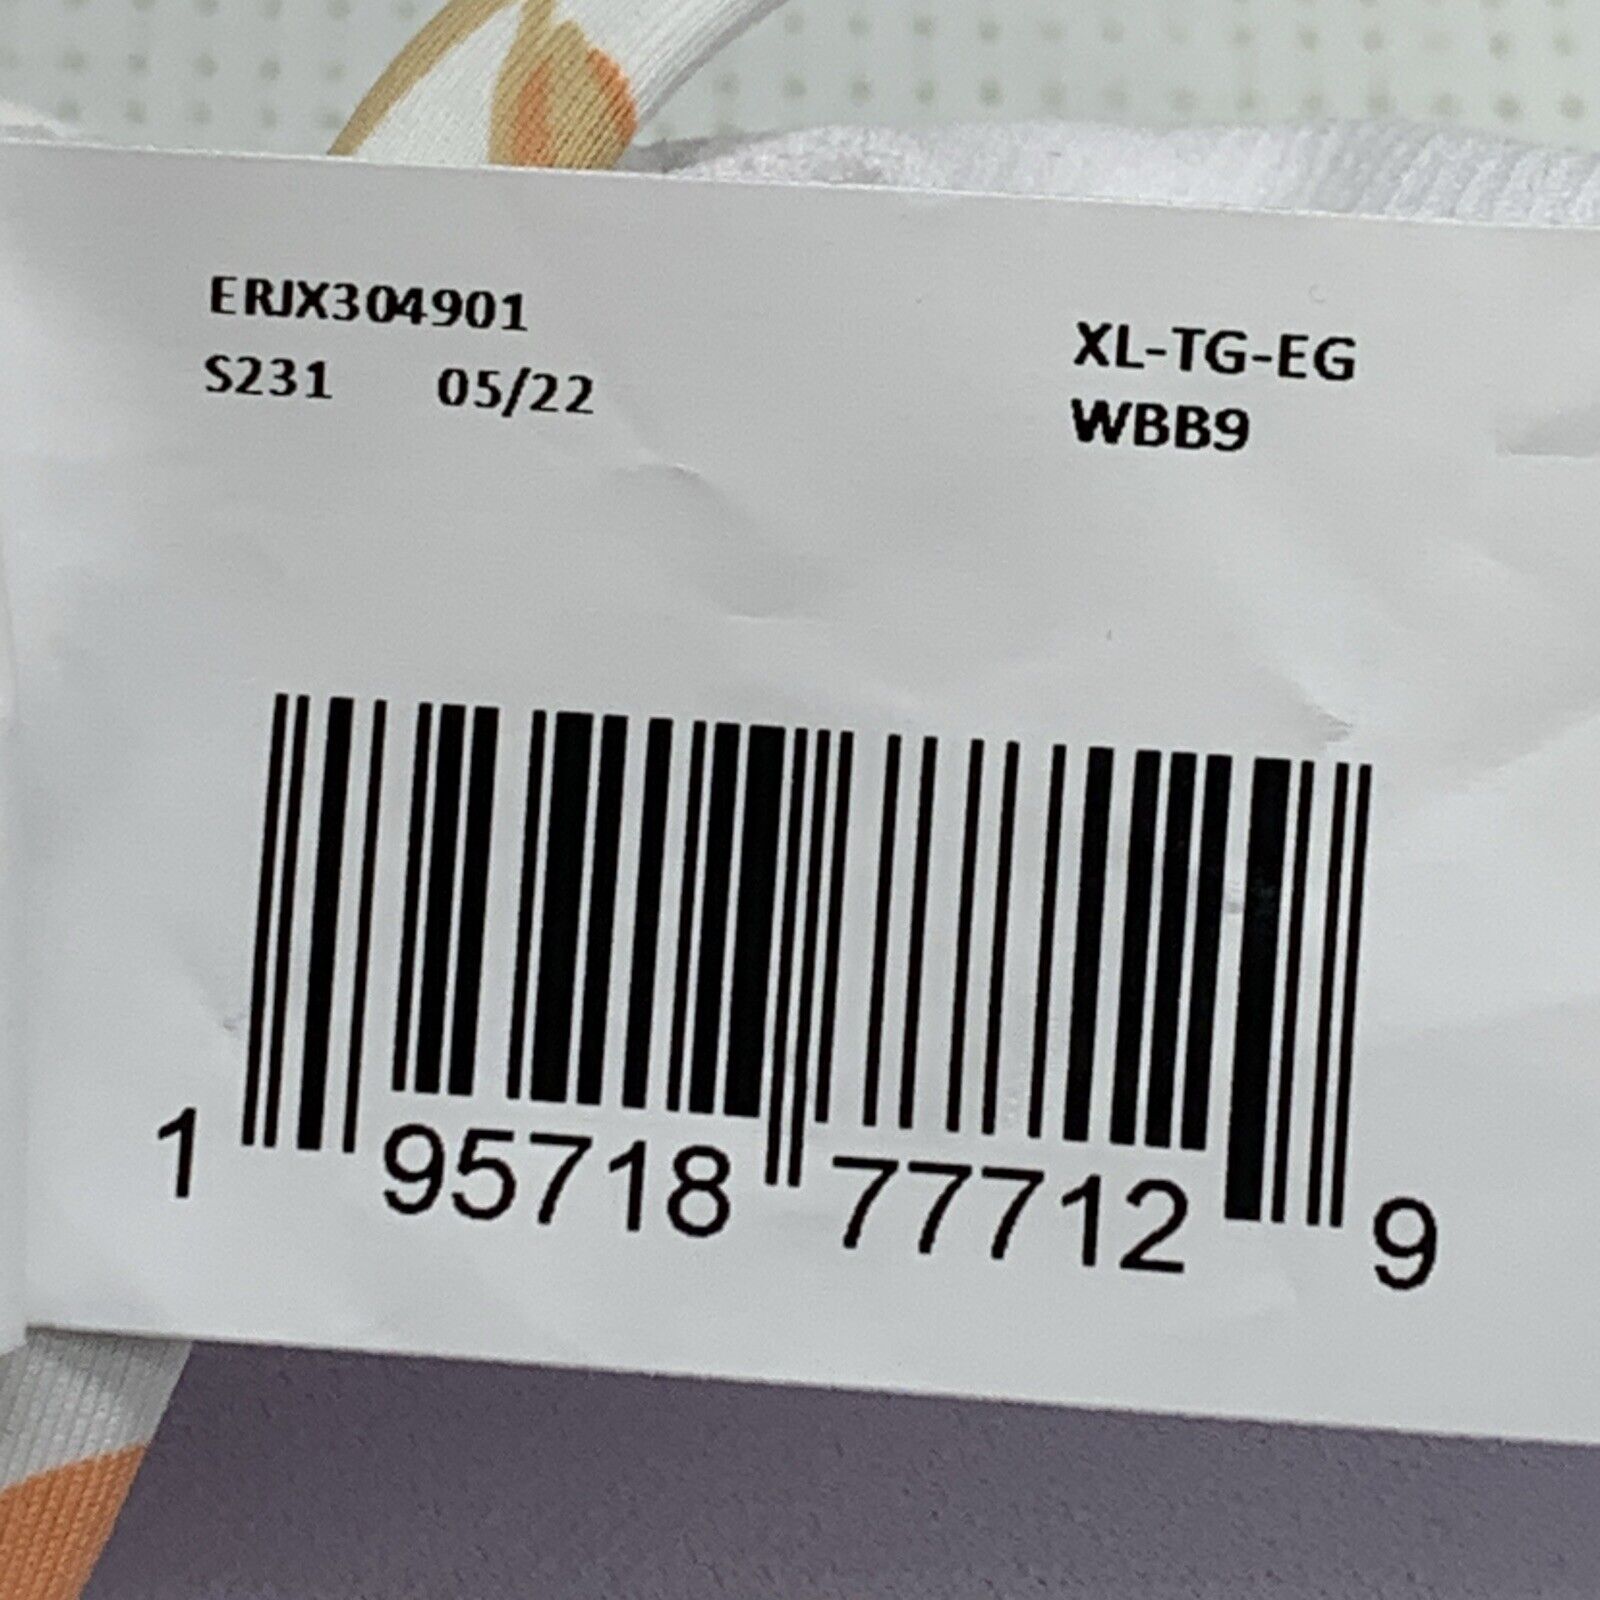 ERJX304901
S231 05/22
XL-TG-EG
WBB9
1 95718 77712 9